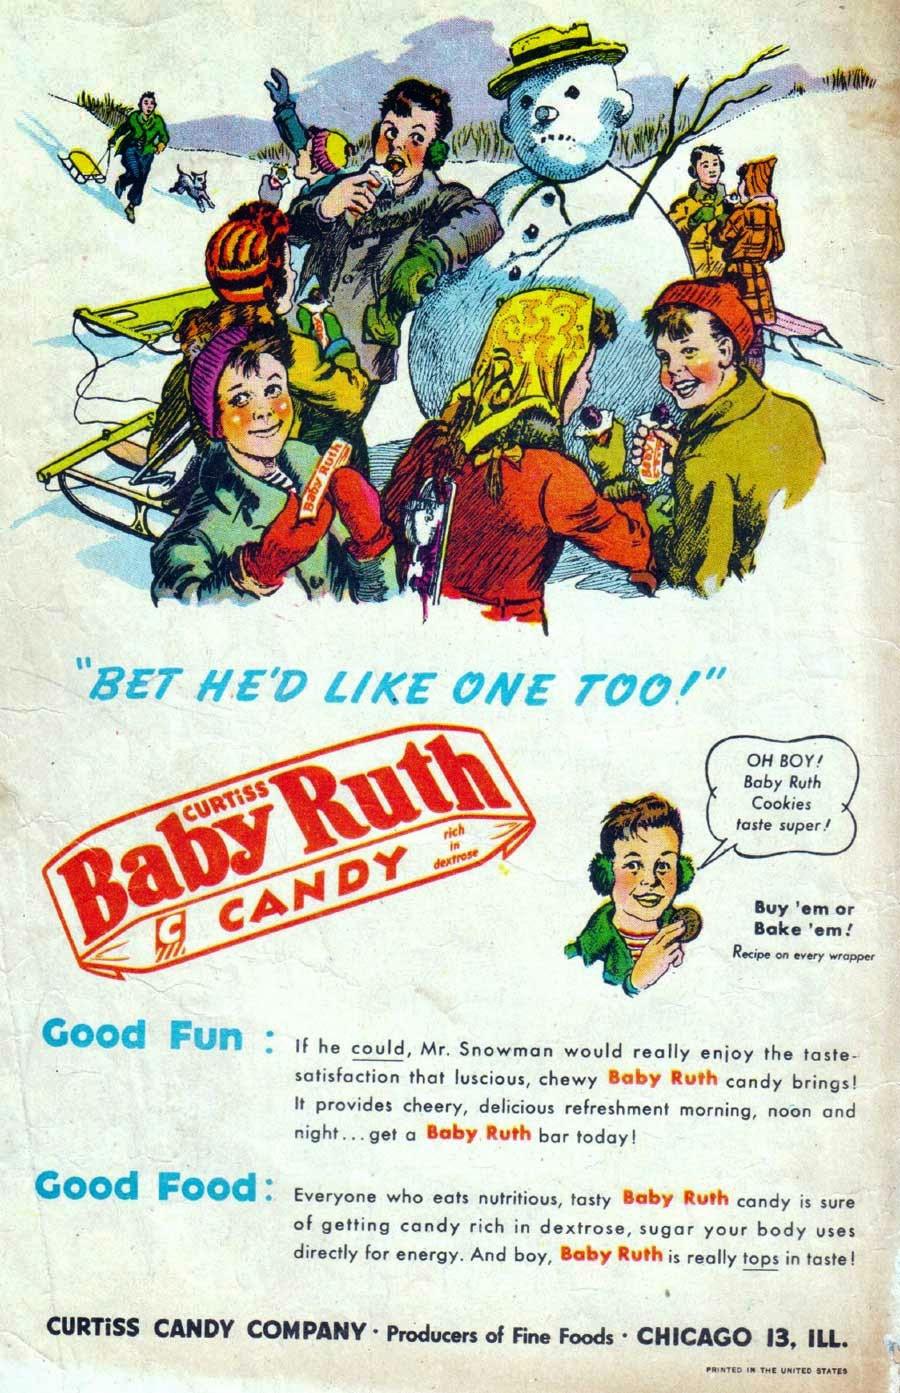 Baby Ruth
BABY R
"BET HE'D LIKE ONE TOO!"
CURTiSS
Baby Ruth
CANDY
rich
in
dextrose
C
OH BOY!
Baby Ruth
Cookies
taste super!
Buy 'em or
Bake 'em!
Recipe on every wrapper
Good Fun :
If he could, Mr. Snowman would really enjoy the taste-
satisfaction that luscious, chewy Baby Ruth candy brings!
It provides cheery, delicious refreshment morning, noon and
night...get a Baby Ruth bar today!
Good Food:
Everyone who eats nutritious, tasty Baby Ruth candy is sure
of getting candy rich in dextrose, sugar your body uses
directly for energy. And boy, Baby Ruth is really tops in taste!
CURTiSS CANDY COMPANY · Producers of Fine Foods · CHICAGO 13, ILL.
PRINTED IN THE UNITED STATES